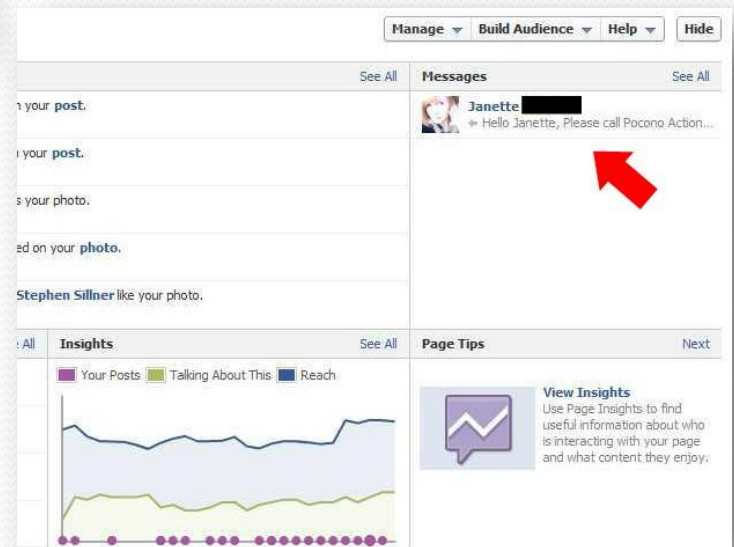 Manage Build Audience Help Hide
See All
n your post.
n your post.
s your photo.
ed on your photo.
Stephen Sillner like your photo.
Messages See All
Janette
Hello Janette, Please call Pocono Action...
All
Insights See All
Your Posts Talking About This Reach
Page Tips Next
View Insights
Use Page Insights to find
useful information about who
is interacting with your page
and what content they enjoy.